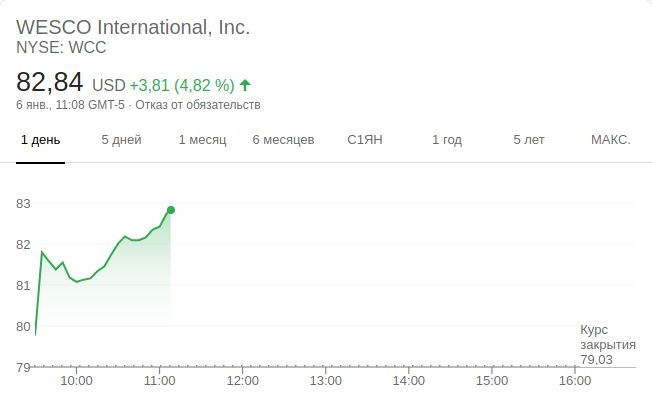 WESCO International, Inc.
NYSE: WCC
82,84 USD +3,81 (4,82 %) ↑
6 янв., 11:08 GMT-5 · Отказ от обязательств
1 день 5 дней 1 месяц 6 месяцев С1ЯН 1 год 5 лет МАКС.
83
82
81
80
Курс
закрытия
79,03
79
10:00 11:00 12:00 13:00 14:00 15:00 16:00